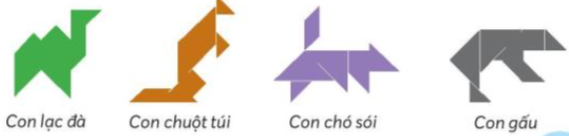 Con lạc đà
Con chuột túi
Con chó sói
Con gấu